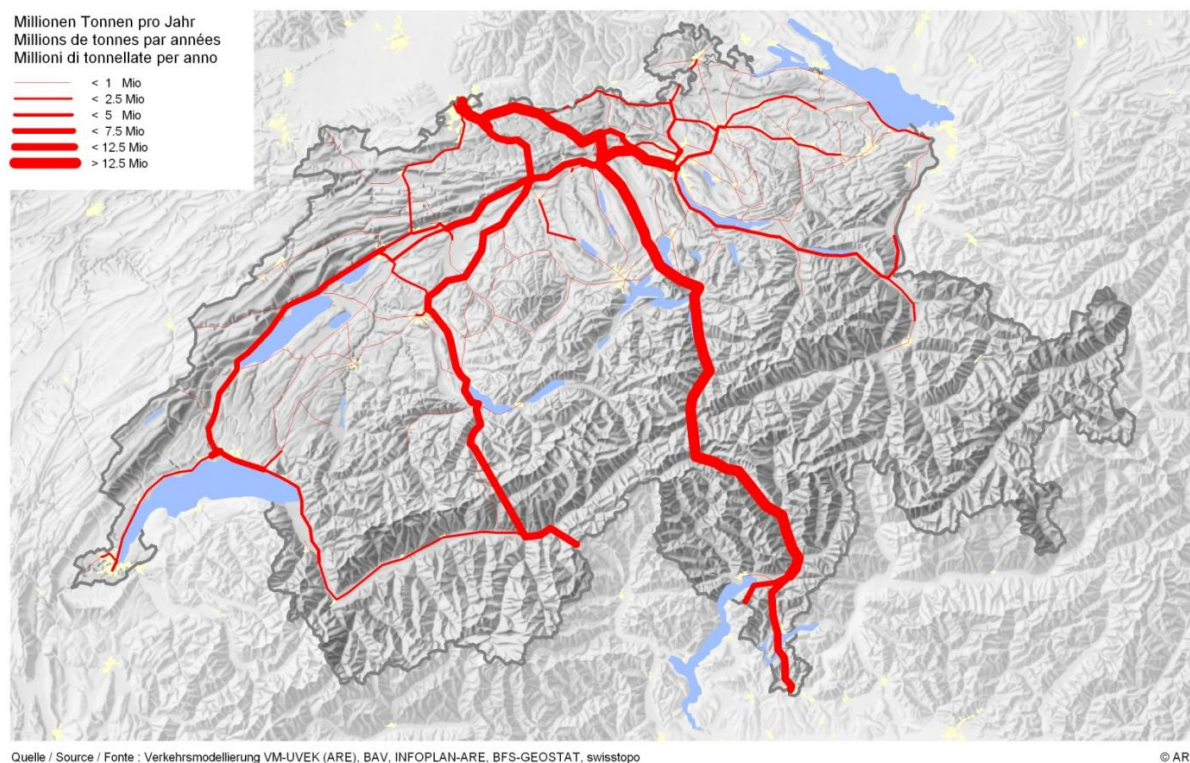 Millionen Tonnen pro Jahr
Millions de tonnes par années
Millioni di tonnellate per anno
< 1 Mio
< 2.5 Mio
< 5 Mio
< 7.5 Mio
< 12.5 Mio
> 12.5 Mio
Quelle / Source / Fonte : Verkehrsmodellierung VM-UVEK (ARE), BAV, INFOPLAN-ARE, BFS-GEOSTAT, swisstopo
© AR